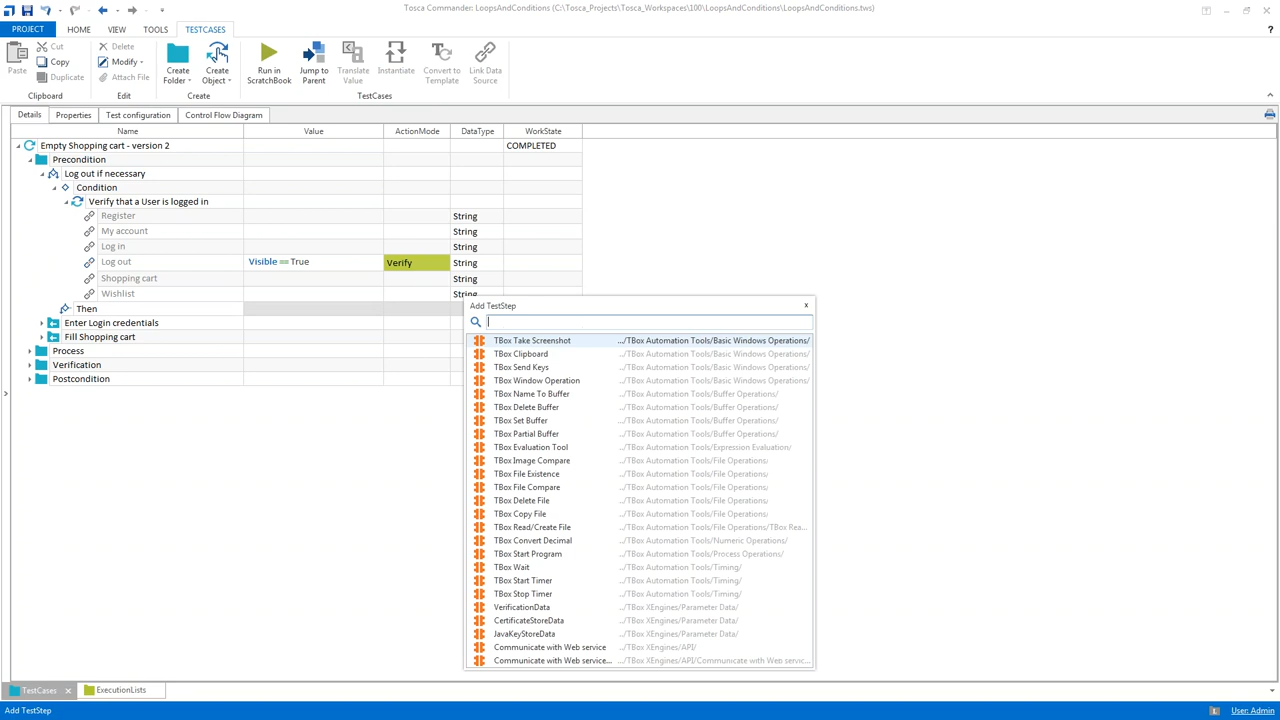 Tosca Commander: LoopsAndConditions (C:\Tosca_Projects\Tosca_Workspaces\100\LoopsAndConditions\LoopsAndConditions.tws)
PROJECT HOME VIEW TOOLS TESTCASES
Paste Cut Copy Duplicate
Delete Modify Attach File
Create Folder Create Object
Run in ScratchBook Jump to Parent Translate Value Instantiate Convert to Template Link Data Source
Clipboard Edit Create TestCases
Details Properties Test configuration Control Flow Diagram
Name Value ActionMode DataType WorkState
Empty Shopping cart - version 2 COMPLETED
Precondition
Log out if necessary
Condition
Verify that a User is logged in
Register String
My account String
Log in String
Log out Visible == True Verify String
Shopping cart String
Wishlist String
Then
Enter Login credentials
Fill Shopping cart
Process
Verification
Postcondition
Add TestStep x
TBox Take Screenshot .../TBox Automation Tools/Basic Windows Operations/
TBox Clipboard .../TBox Automation Tools/Basic Windows Operations/
TBox Send Keys .../TBox Automation Tools/Basic Windows Operations/
TBox Window Operation .../TBox Automation Tools/Basic Windows Operations/
TBox Name To Buffer .../TBox Automation Tools/Buffer Operations/
TBox Delete Buffer .../TBox Automation Tools/Buffer Operations/
TBox Set Buffer .../TBox Automation Tools/Buffer Operations/
TBox Partial Buffer .../TBox Automation Tools/Buffer Operations/
TBox Evaluation Tool .../TBox Automation Tools/Expression Evaluation/
TBox Image Compare .../TBox Automation Tools/File Operations/
TBox File Existence .../TBox Automation Tools/File Operations/
TBox File Compare .../TBox Automation Tools/File Operations/
TBox Delete File .../TBox Automation Tools/File Operations/
TBox Copy File .../TBox Automation Tools/File Operations/
TBox Read/Create File .../TBox Automation Tools/File Operations/TBox Rea...
TBox Convert Decimal .../TBox Automation Tools/Numeric Operations/
TBox Start Program .../TBox Automation Tools/Process Operations/
TBox Wait .../TBox Automation Tools/Timing/
TBox Start Timer .../TBox Automation Tools/Timing/
TBox Stop Timer .../TBox Automation Tools/Timing/
VerificationData .../TBox XEngines/Parameter Data/
CertificateStoreData .../TBox XEngines/Parameter Data/
JavaKeyStoreData .../TBox XEngines/Parameter Data/
Communicate with Web service .../TBox XEngines/API/
Communicate with Web service... .../TBox XEngines/API/Communicate with Web servic...
TestCases x ExecutionLists
Add TestStep User: Admin